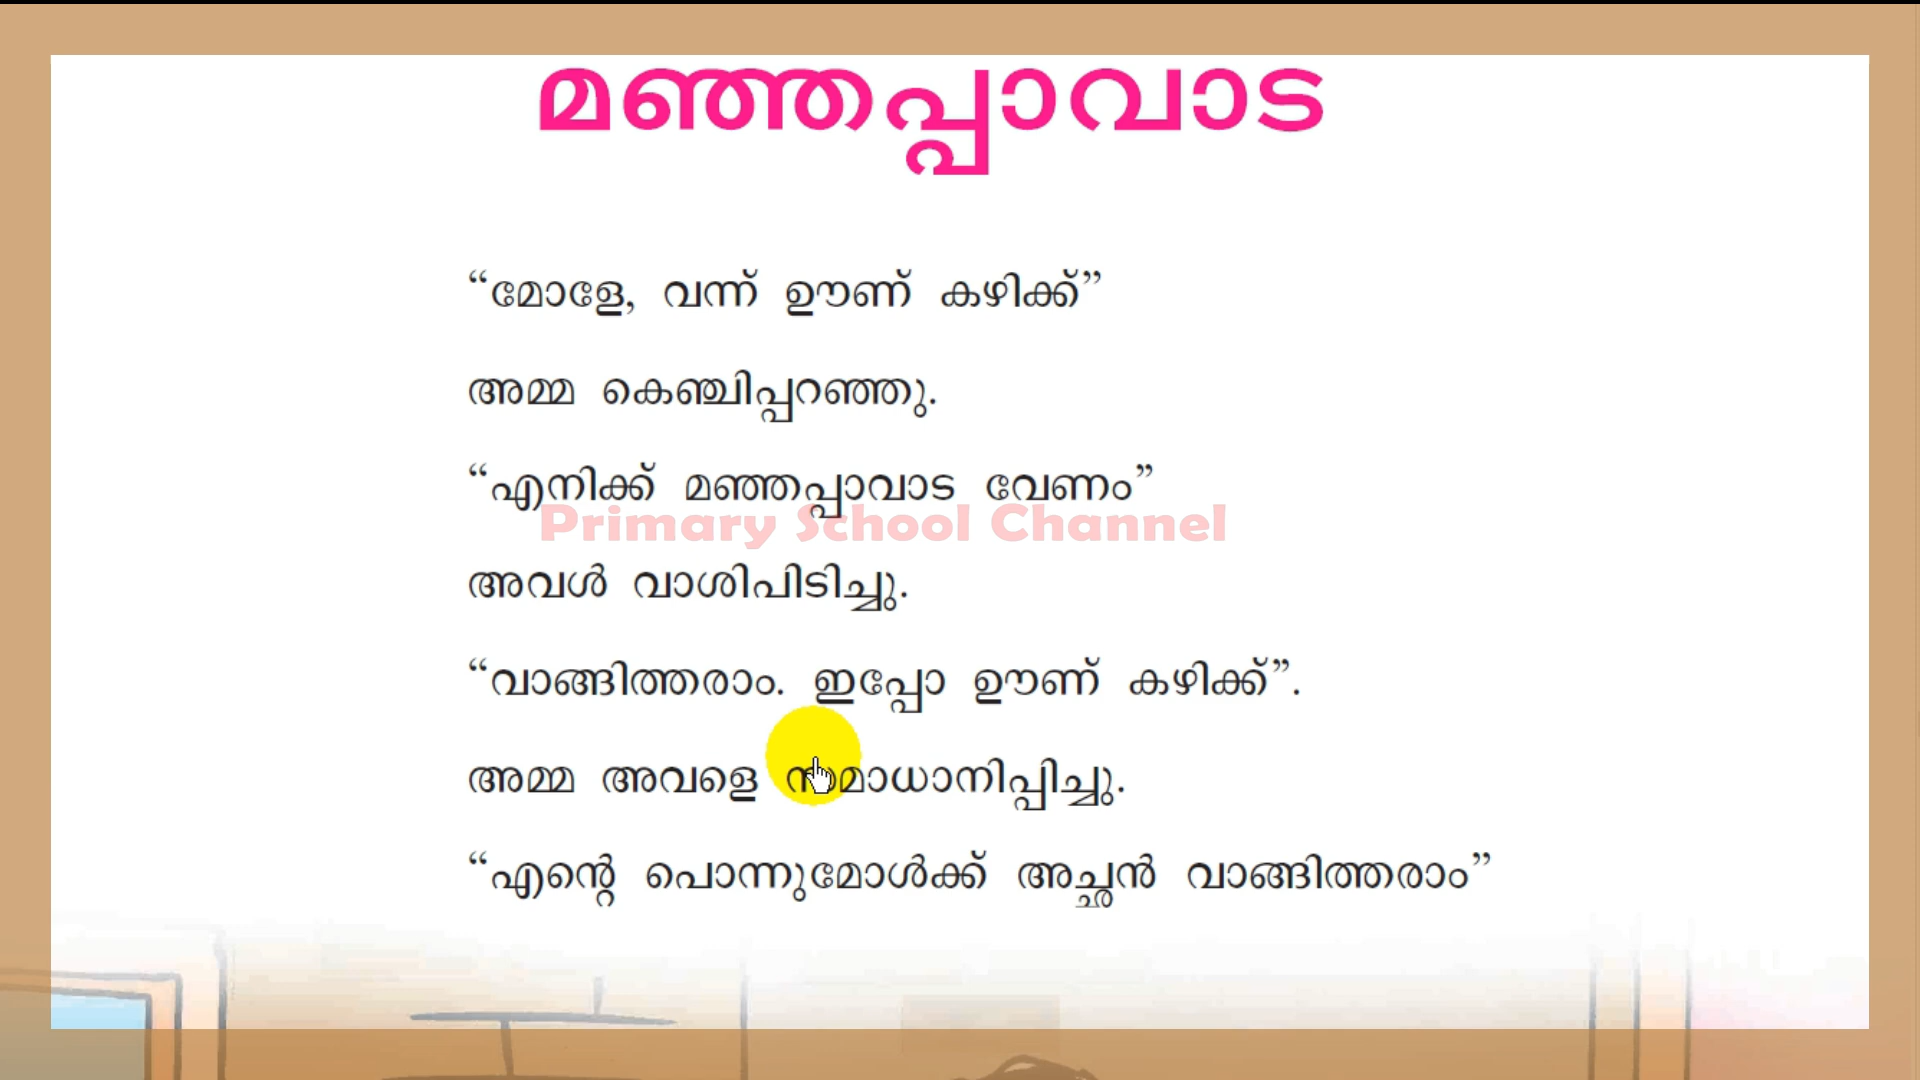 മഞ്ഞപ്പാവാട
“മോളേ, വന്ന് ഊണ് കഴിക്ക്”
അമ്മ കെഞ്ചിപ്പറഞ്ഞു.
“എനിക്ക് മഞ്ഞപ്പാവാട വേണം”
Primary School Channel
അവൾ വാശിപിടിച്ചു.
“വാങ്ങിത്തരാം. ഇപ്പോ ഊണ് കഴിക്ക്”.
അമ്മ അവളെ സമാധാനിപ്പിച്ചു.
“എന്റെ പൊന്നുമോൾക്ക് അച്ഛൻ വാങ്ങിത്തരാം”